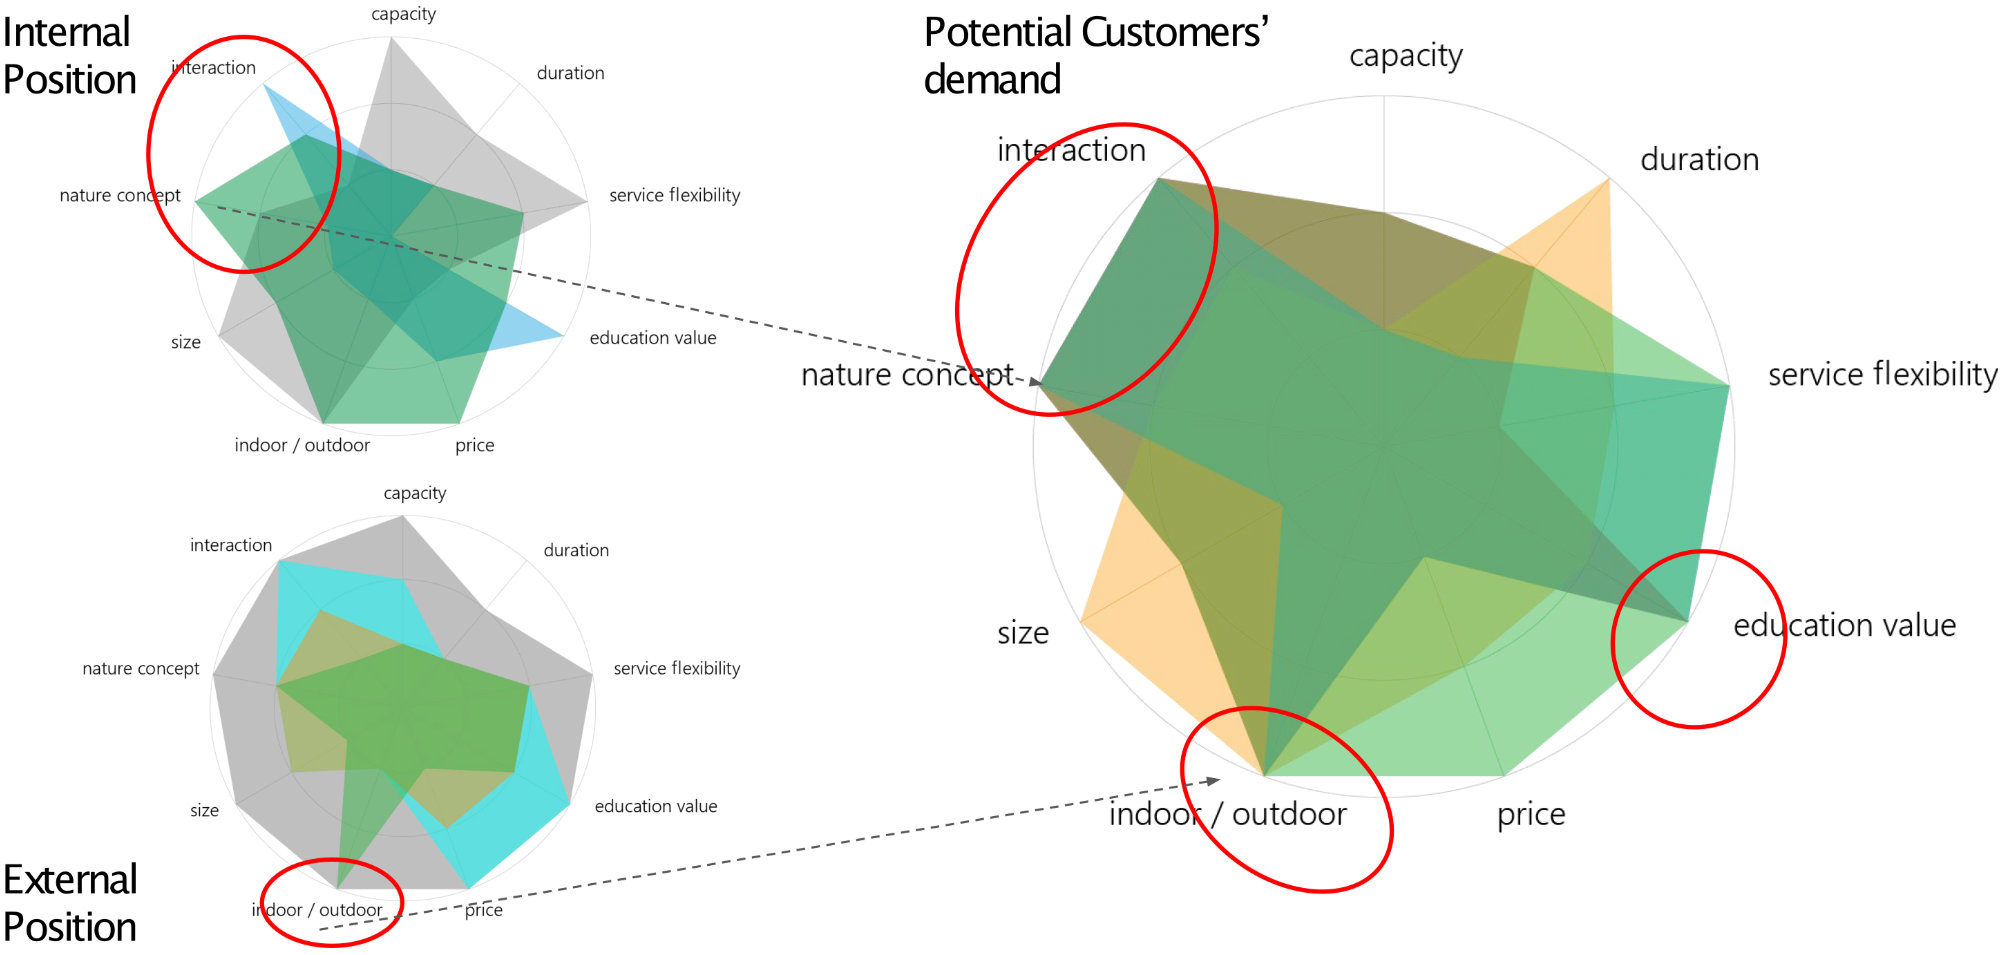 Internal
Position
capacity
interaction
duration
nature concept
service flexibility
size
education value
indoor / outdoor
price
External
Position
capacity
interaction
duration
nature concept
service flexibility
size
education value
indoor / outdoor
price
Potential Customers’
demand
capacity
interaction
duration
nature concept
service flexibility
size
education value
indoor / outdoor
price